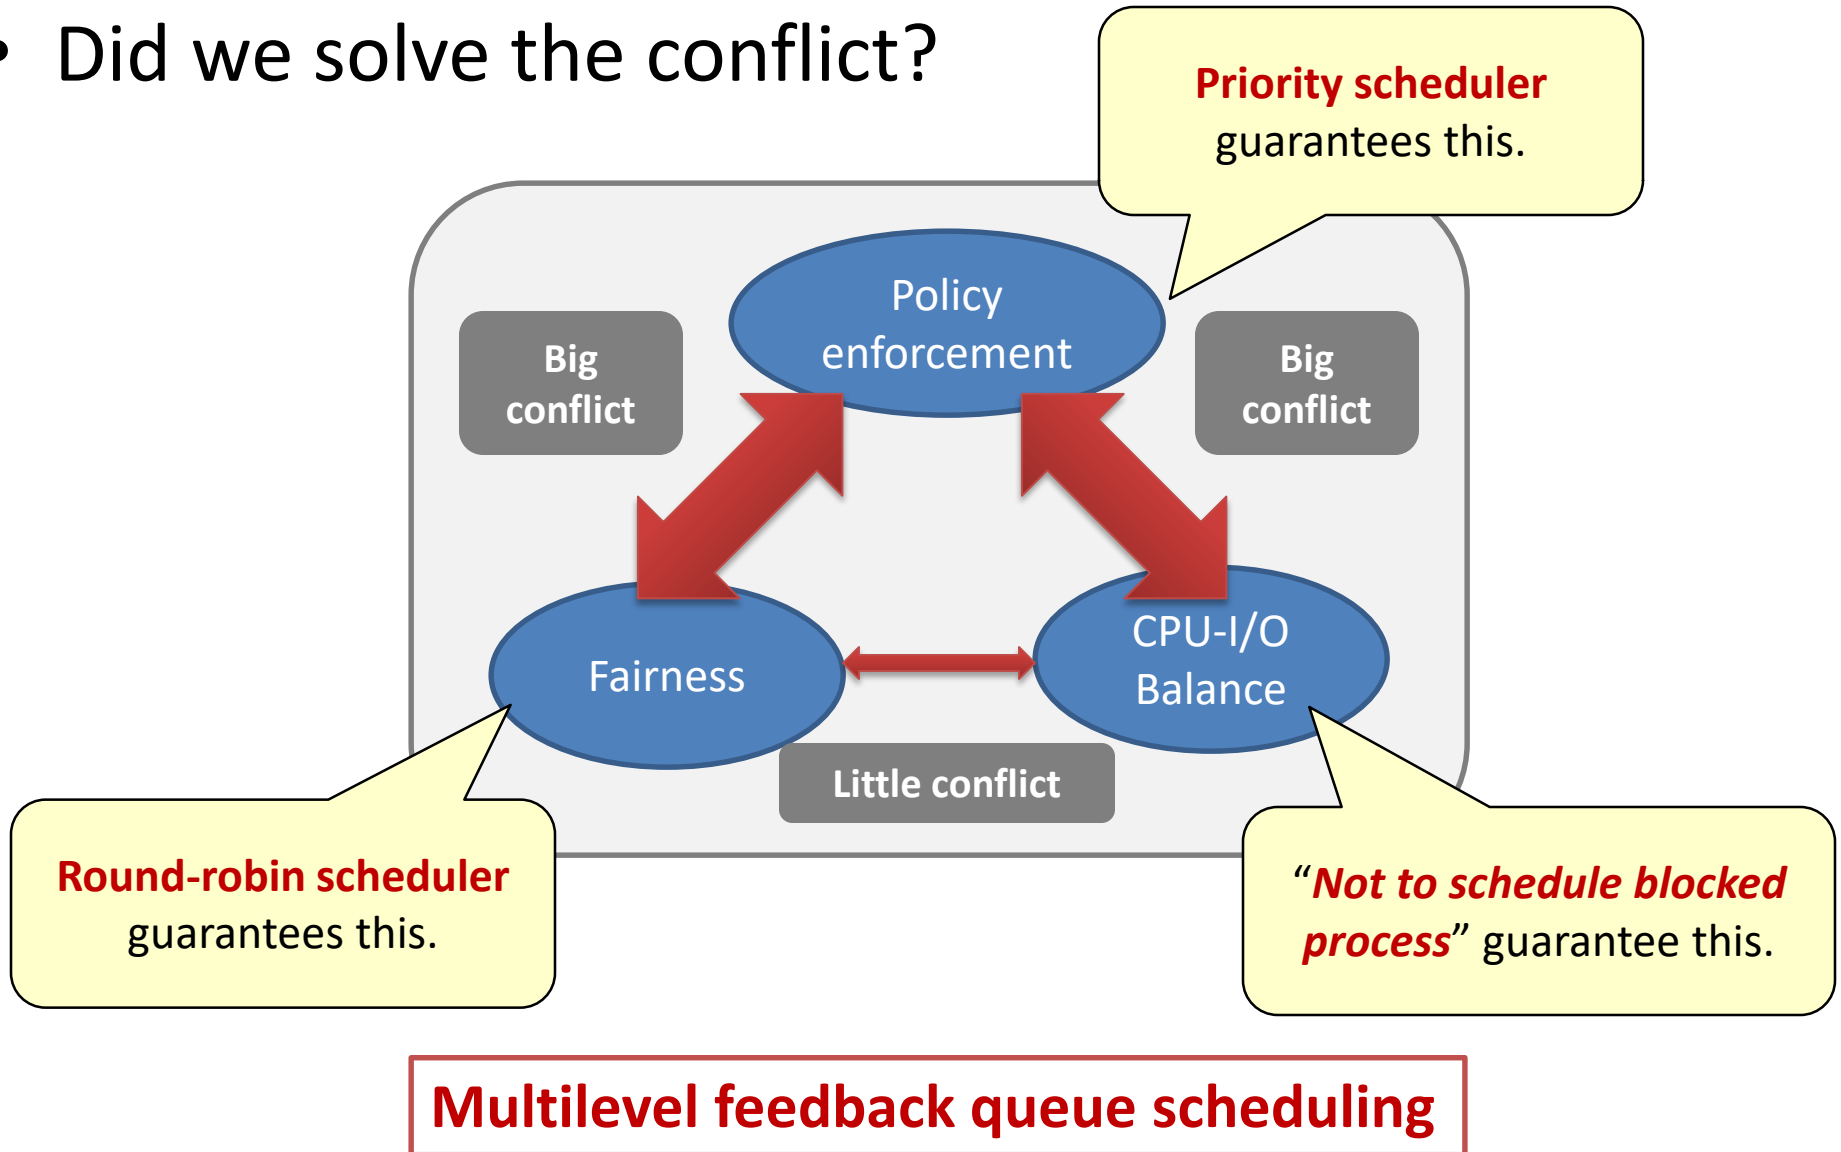 • Did we solve the conflict?
Priority scheduler
guarantees this.
Policy
enforcement
Big
conflict
Big
conflict
Fairness
CPU-I/O
Balance
Little conflict
Round-robin scheduler
guarantees this.
“Not to schedule blocked
process” guarantee this.
Multilevel feedback queue scheduling